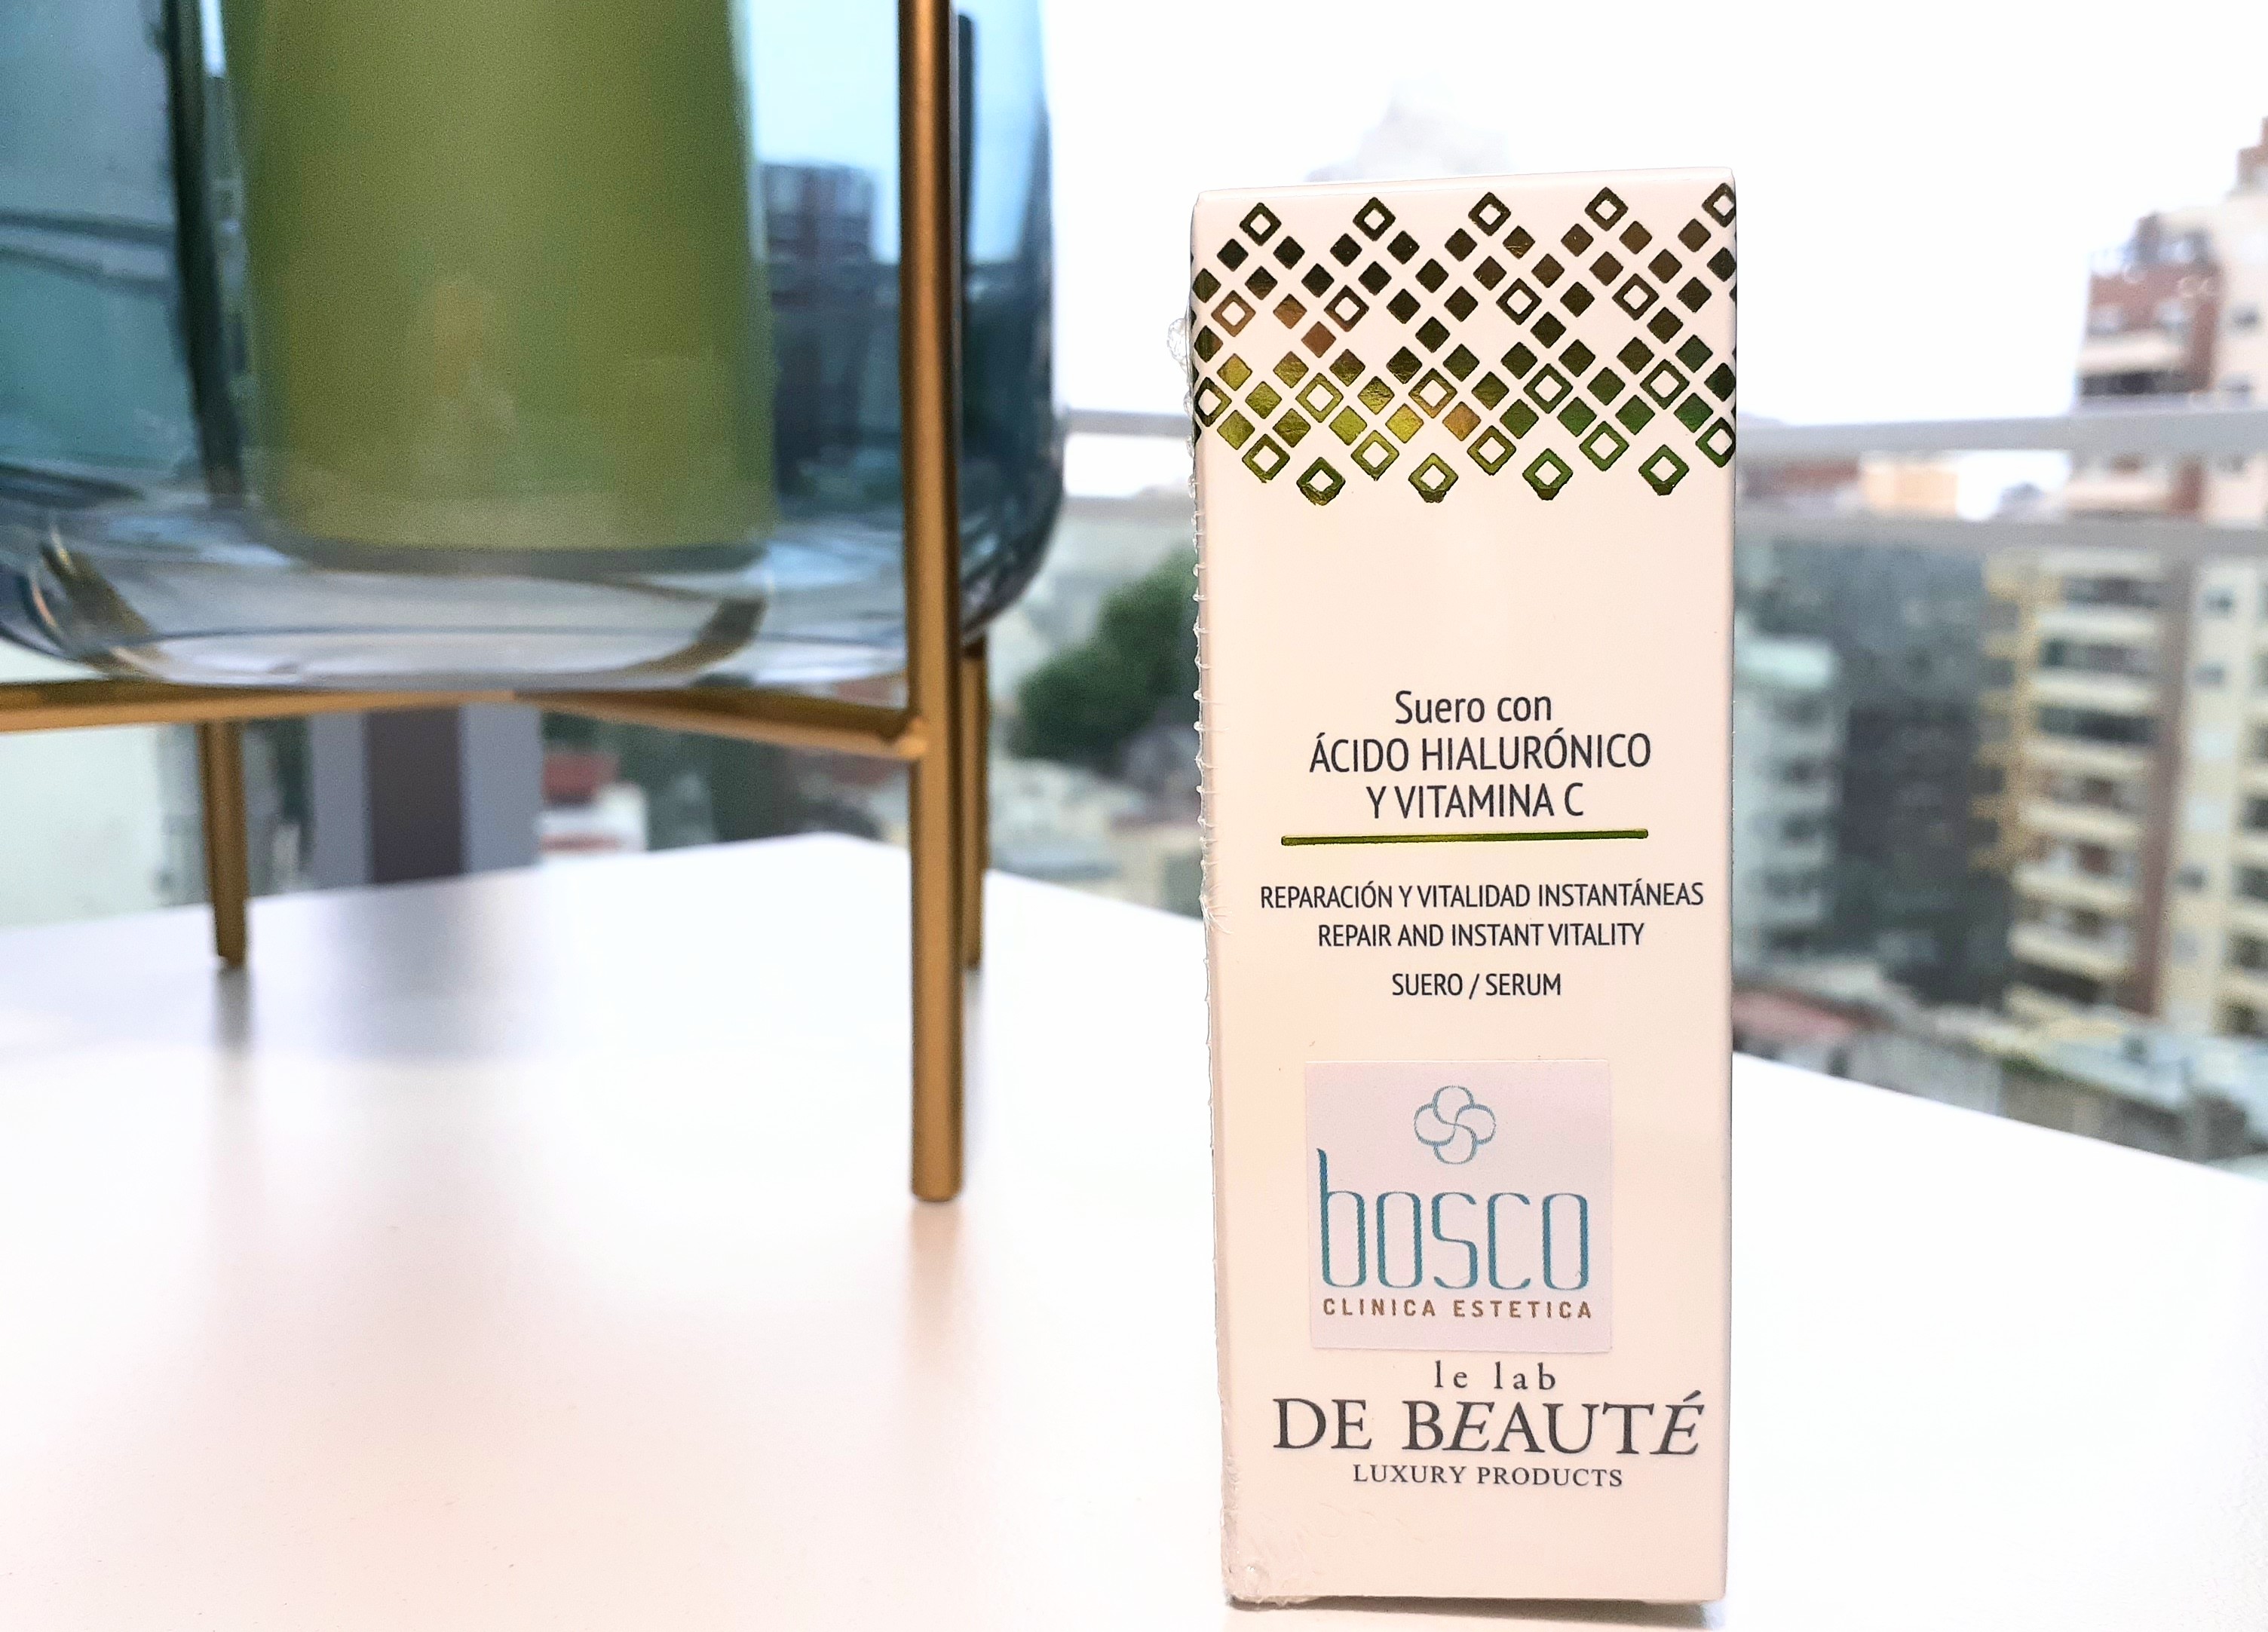 Suero con
ÁCIDO HIALURÓNICO
Y VITAMINA C
REPARACIÓN Y VITALIDAD INSTANTÁNEAS
REPAIR AND INSTANT VITALITY
SUERO / SERUM
bosco
CLINICA ESTETICA
le lab
DE BEAUTÉ
LUXURY PRODUCTS